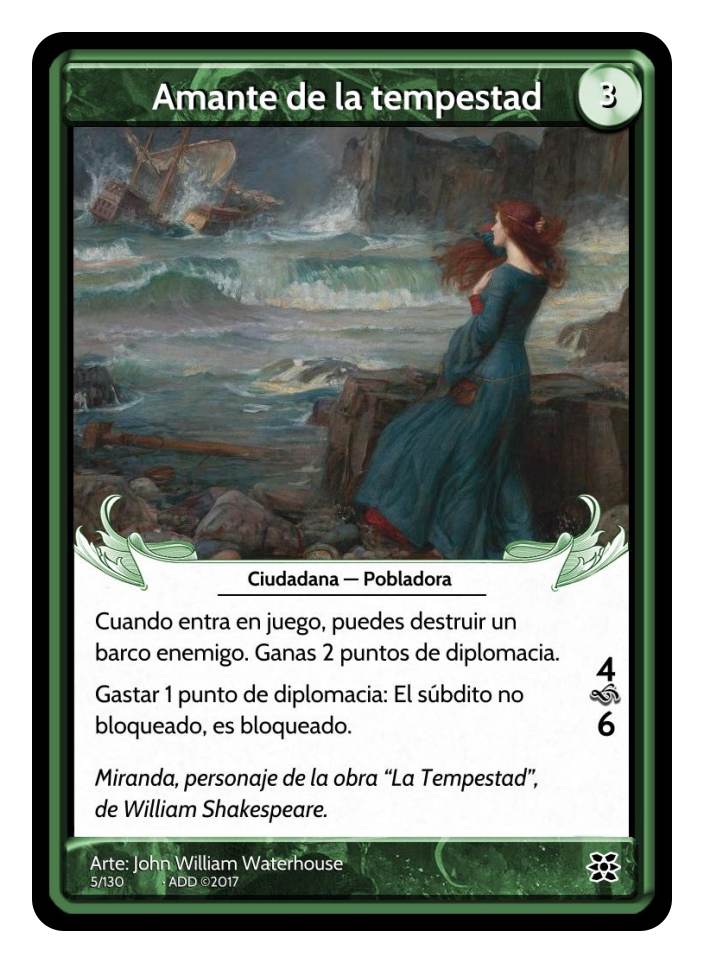 Amante de la tempestad
3
Ciudadana — Pobladora
Cuando entra en juego, puedes destruir un
barco enemigo. Ganas 2 puntos de diplomacia.
Gastar 1 punto de diplomacia: El súbdito no
bloqueado, es bloqueado.
4
6
Miranda, personaje de la obra “La Tempestad”,
de William Shakespeare.
Arte: John William Waterhouse
5/130 · ADD ©2017